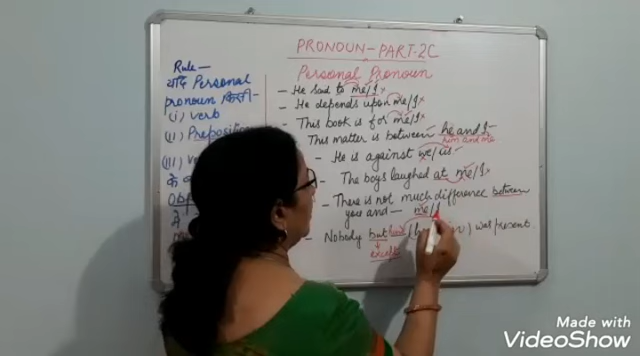 PRONOUN - PART-2C
Personal Pronoun
Rule—
यदि Personal
pronoun किसी-
(i) verb
(ii) Preposition
(iii) V
के
Obj
में
- He said to me/I x
- He depends upon me/I x
- This book is for me/I x
This matter is between he and I-
him and me
- He is against we/us -
- The boys laughed at me/I x
- There is not much difference between
you and — me/I
- Nobody but was present
except
Made with
VideoShow